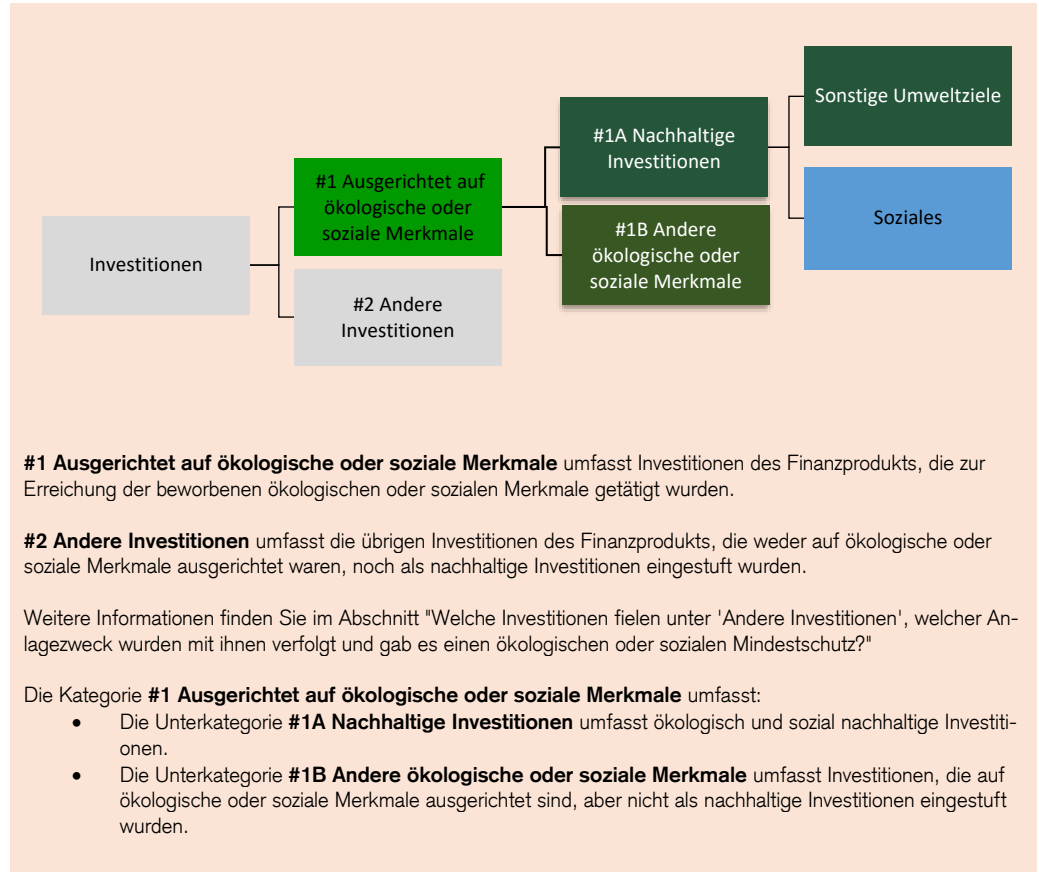 Investitionen
#1 Ausgerichtet auf
ökologische oder
soziale Merkmale
#2 Andere
Investitionen
#1A Nachhaltige
Investitionen
#1B Andere
ökologische oder
soziale Merkmale
Sonstige Umweltziele
Soziales
#1 Ausgerichtet auf ökologische oder soziale Merkmale umfasst Investitionen des Finanzprodukts, die zur
Erreichung der beworbenen ökologischen oder sozialen Merkmale getätigt wurden.
#2 Andere Investitionen umfasst die übrigen Investitionen des Finanzprodukts, die weder auf ökologische oder
soziale Merkmale ausgerichtet waren, noch als nachhaltige Investitionen eingestuft wurden.
Weitere Informationen finden Sie im Abschnitt "Welche Investitionen fielen unter 'Andere Investitionen', welcher An-
lagezweck wurden mit ihnen verfolgt und gab es einen ökologischen oder sozialen Mindestschutz?"
Die Kategorie #1 Ausgerichtet auf ökologische oder soziale Merkmale umfasst:
• Die Unterkategorie #1A Nachhaltige Investitionen umfasst ökologisch und sozial nachhaltige Investiti-
onen.
• Die Unterkategorie #1B Andere ökologische oder soziale Merkmale umfasst Investitionen, die auf
ökologische oder soziale Merkmale ausgerichtet sind, aber nicht als nachhaltige Investitionen eingestuft
wurden.